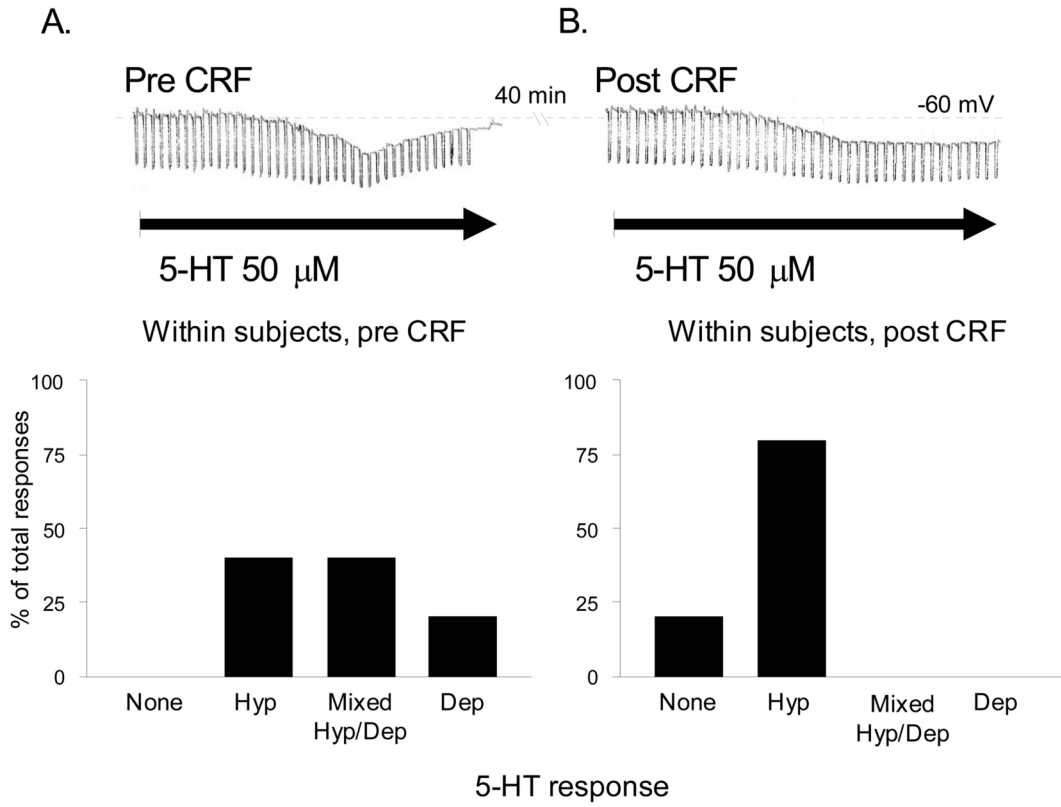 A.
Pre CRF
40 min
5-HT 50 μM
B.
Post CRF
-60 mV
5-HT 50 μM
Within subjects, pre CRF
% of total responses
100
75
50
25
0
None
Hyp
Mixed
Hyp/Dep
Dep
Within subjects, post CRF
100
75
50
25
0
None
Hyp
Mixed
Hyp/Dep
Dep
5-HT response